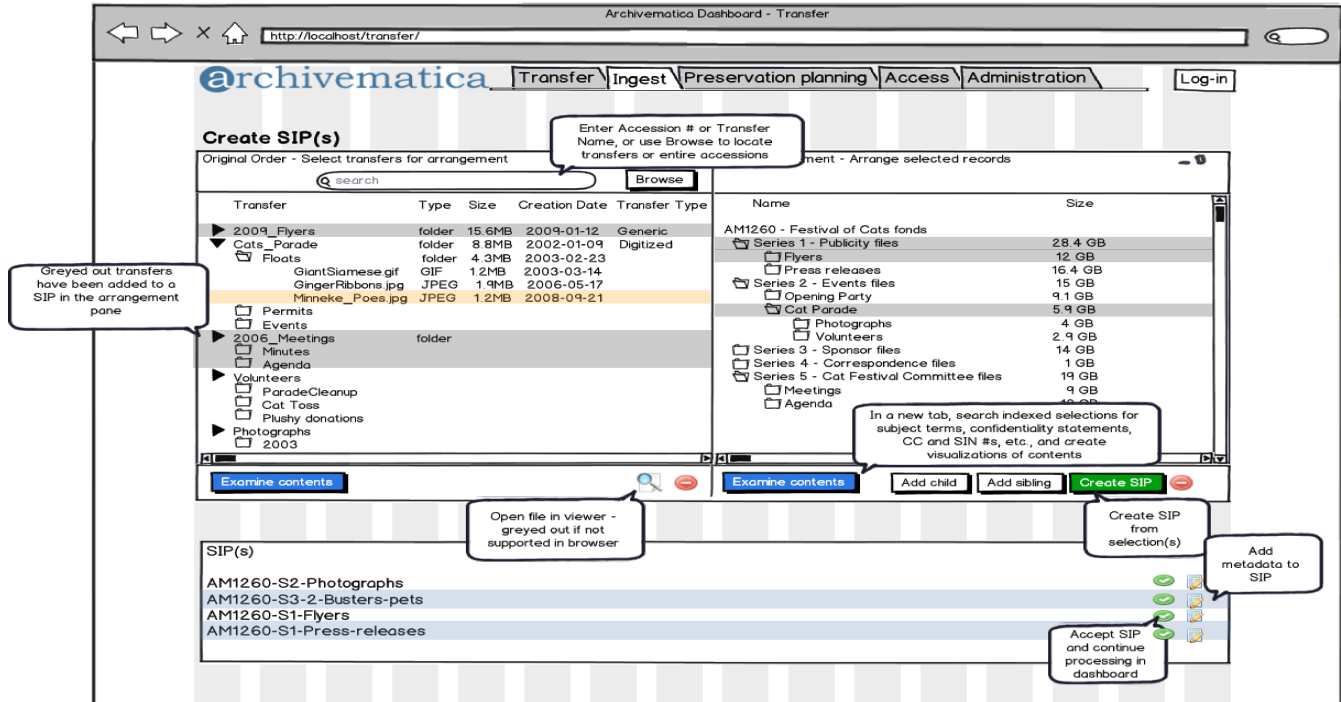 Archivematica Dashboard - Transfer
http://localhost/transfer/
archivematica
Transfer Ingest Preservation planning Access Administration
Log-in
Create SIP(s)
Enter Accession # or Transfer
Name, or use Browse to locate
transfers or entire accessions
Original Order - Select transfers for arrangement
search
Browse
Transfer Type Size Creation Date Transfer Type
2009_Flyers folder 15.6MB 2009-01-12 Generic
Cats_Parade folder 8.8MB 2002-01-09 Digitized
Floats folder 4.3MB 2003-02-23
GiantSiamese.gif GIF 1.2MB 2003-03-14
GingerRibbons.jpg JPEG 1.9MB 2006-05-17
Minneke_Poes.jpg JPEG 1.2MB 2008-09-21
Permits
Events
2006_Meetings folder
Minutes
Agenda
Volunteers
ParadeCleanup
Cat Toss
Plushy donations
Photographs
2003
Greyed out transfers
have been added to a
SIP in the arrangement
pane
Examine contents
Open file in viewer -
greyed out if not
supported in browser
- Arrange selected records
Name Size
AM1260 - Festival of Cats fonds
Series 1 - Publicity files 28.4 GB
Flyers 12 GB
Press releases 16.4 GB
Series 2 - Events files 15 GB
Opening Party 9.1 GB
Cat Parade 5.9 GB
Photographs 4 GB
Volunteers 2.9 GB
Series 3 - Sponsor files 14 GB
Series 4 - Correspondence files 1 GB
Series 5 - Cat Festival Committee files 19 GB
Meetings 9 GB
Agenda
In a new tab, search indexed selections for
subject terms, confidentiality statements,
CC and SIN #s, etc., and create
visualizations of contents
Examine contents
Add child
Add sibling
Create SIP
Create SIP
from
selection(s)
Add
metadata to
SIP
SIP(s)
AM1260-S2-Photographs
AM1260-S3-2-Busters-pets
AM1260-S1-Flyers
AM1260-S1-Press-releases
Accept SIP
and continue
processing in
dashboard